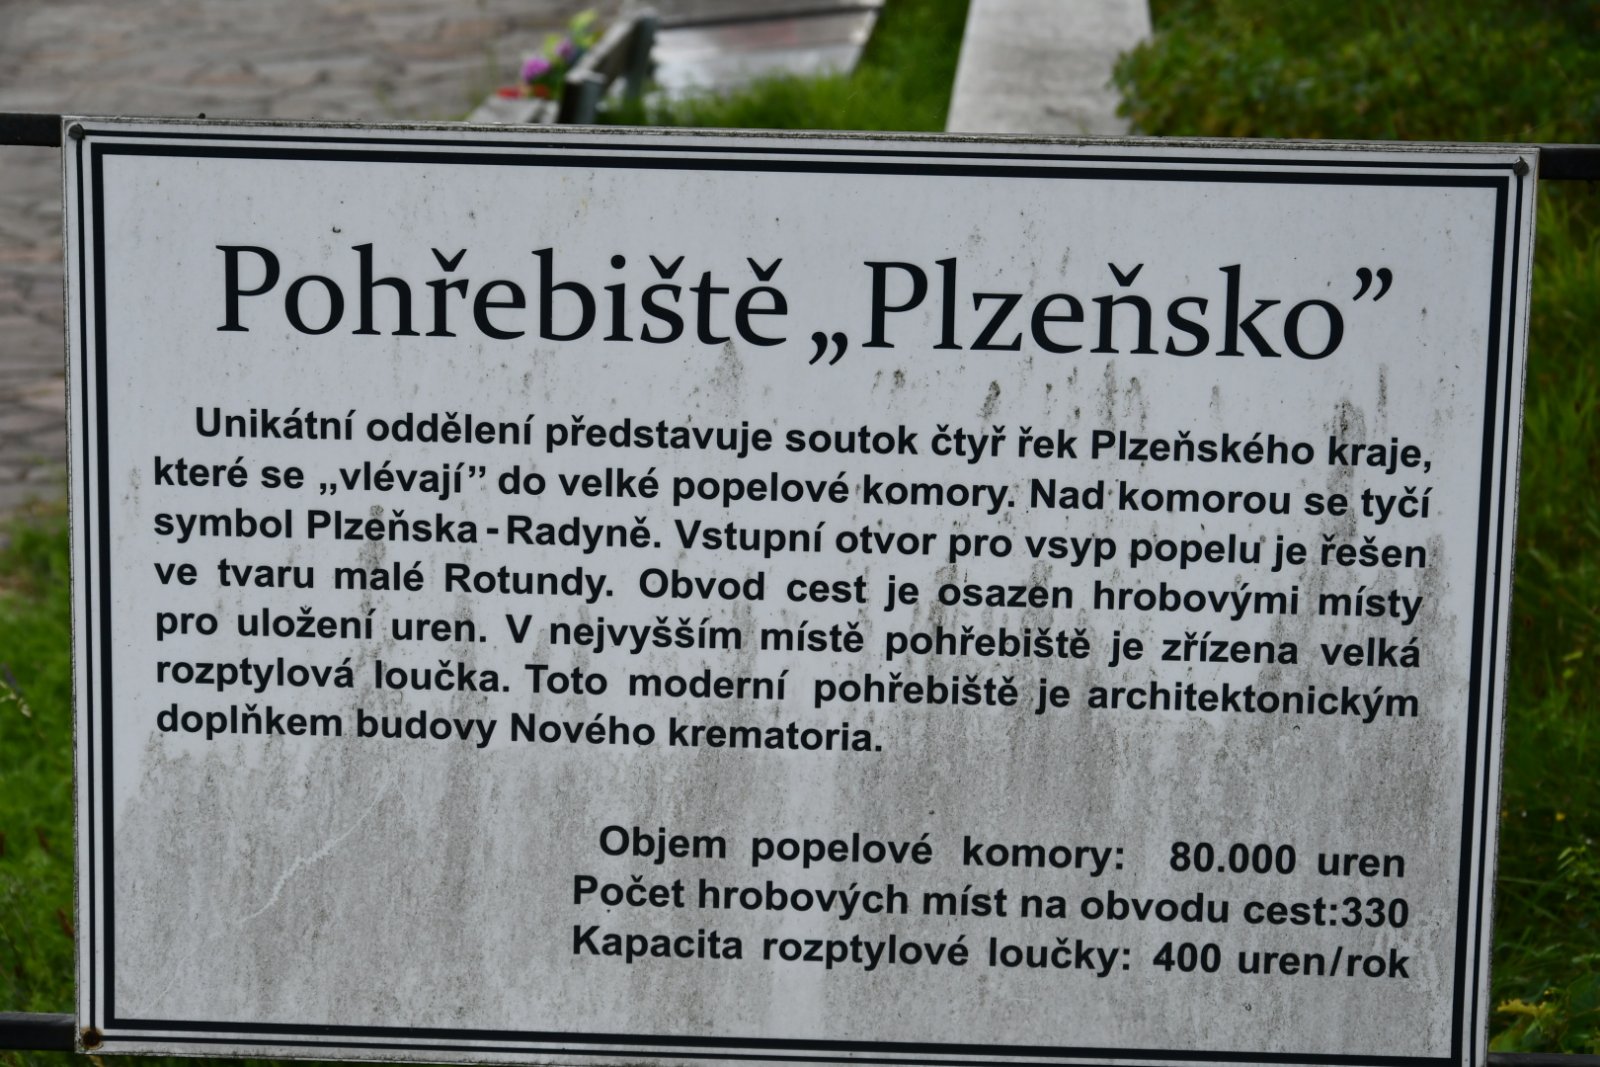 Pohřebiště „Plzeňsko”
Unikátní oddělení představuje soutok čtyř řek Plzeňského kraje,
které se „vlévají” do velké popelové komory. Nad komorou se tyčí
symbol Plzeňska - Radyně. Vstupní otvor pro vsyp popelu je řešen
ve tvaru malé Rotundy. Obvod cest je osazen hrobovými místy
pro uložení uren. V nejvyšším místě pohřebiště je zřízena velká
rozptylová loučka. Toto moderní pohřebiště je architektonickým
doplňkem budovy Nového krematoria.
Objem popelové komory: 80.000 uren
Počet hrobových míst na obvodu cest:330
Kapacita rozptylové loučky: 400 uren/rok